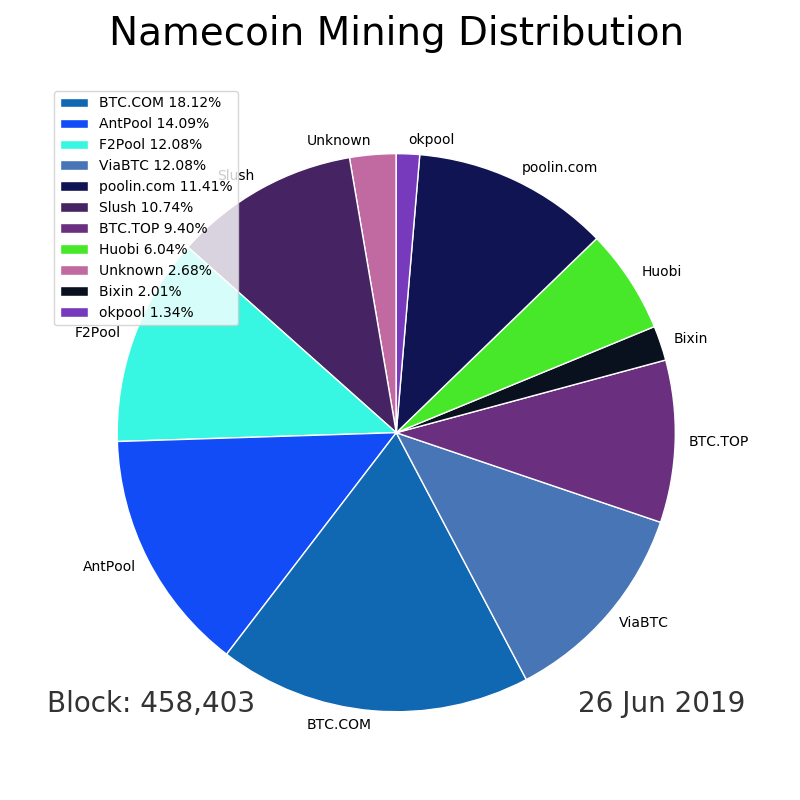 Namecoin Mining Distribution
BTC.COM 18.12%
AntPool 14.09%
F2Pool 12.08%
ViaBTC 12.08%
poolin.com 11.41%
Slush 10.74%
BTC.TOP 9.40%
Huobi 6.04%
Unknown 2.68%
Bixin 2.01%
okpool 1.34%
Unknown
okpool
poolin.com
Slush
Huobi
F2Pool
Bixin
BTC.TOP
AntPool
ViaBTC
Block: 458,403
26 Jun 2019
BTC.COM